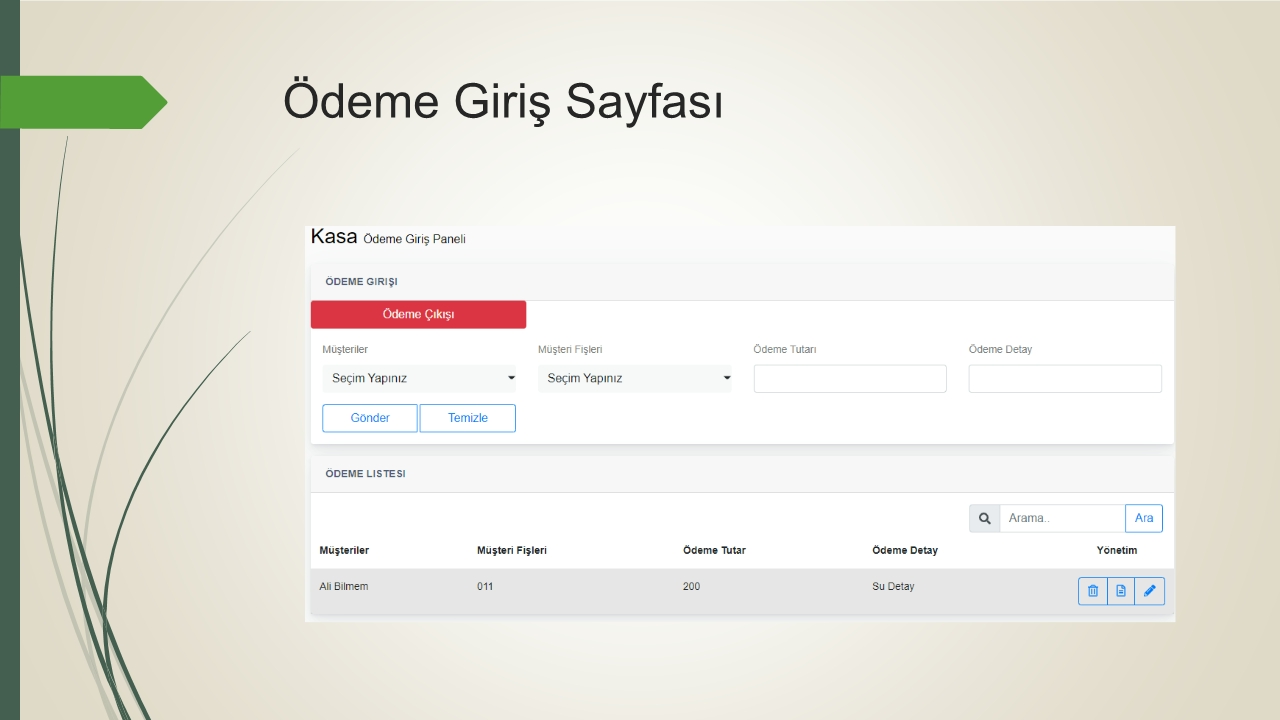 Ödeme Giriş Sayfası
Kasa Ödeme Giriş Paneli
ÖDEME GIRIŞI
Ödeme Çıkışı
Müşteriler Müşteri Fişleri Ödeme Tutarı Ödeme Detay
Seçim Yapınız Seçim Yapınız
Gönder Temizle
ÖDEME LISTESI
Arama.. Ara
Müşteriler Müşteri Fişleri Ödeme Tutar Ödeme Detay Yönetim
Ali Bilmem 011 200 Su Detay